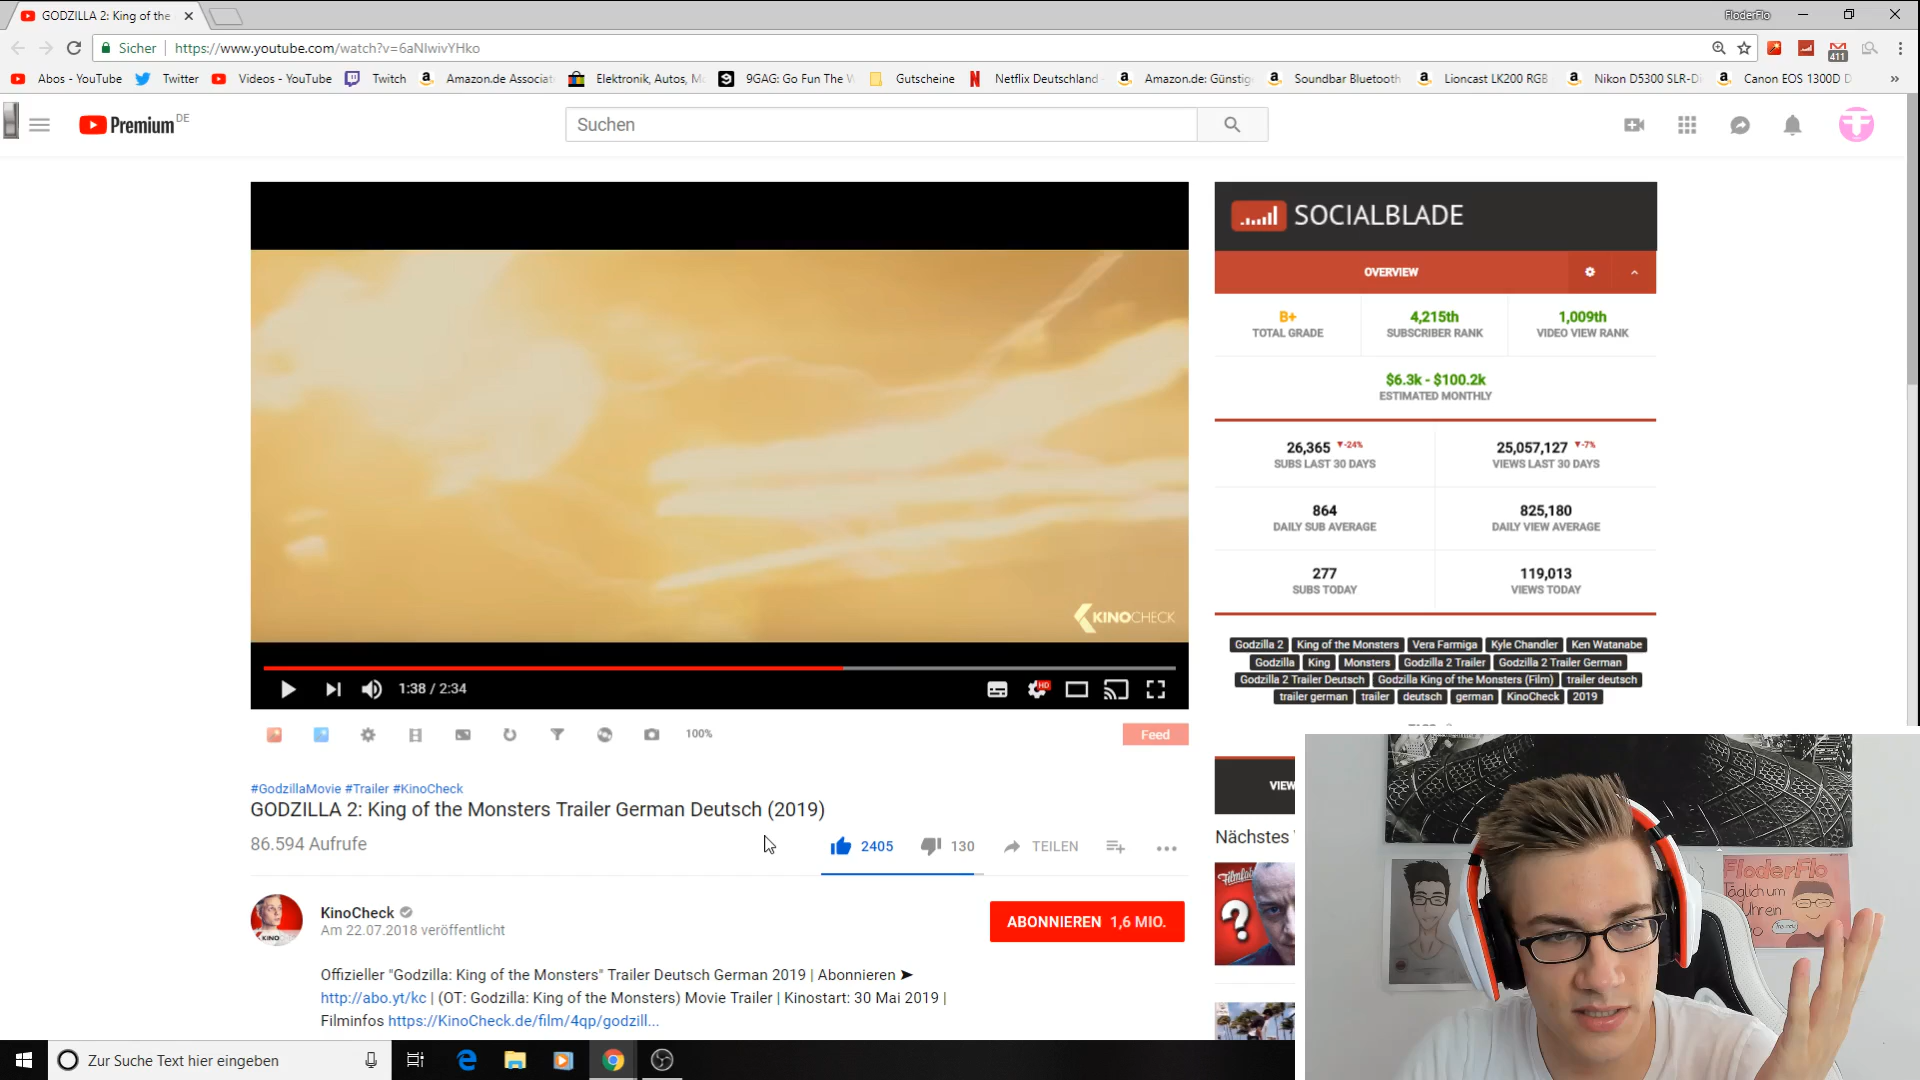 GODZILLA 2: King of the
FloderFlo
Sicher
https://www.youtube.com/watch?v=6aNIwivYHko
411
Abos - YouTube
Twitter
Videos - YouTube
Twitch
Amazon.de Associat
Elektronik, Autos, M
9GAG: Go Fun The W
Gutscheine
Netflix Deutschland
Amazon.de: Günstig
Soundbar Bluetooth
Lioncast LK200 RGB
Nikon D5300 SLR-Di
Canon EOS 1300D D
Premium DE
Suchen
SOCIALBLADE
OVERVIEW
B+
TOTAL GRADE
4,215th
SUBSCRIBER RANK
1,009th
VIDEO VIEW RANK
$6.3k - $100.2k
ESTIMATED MONTHLY
26,365 ▼-24%
SUBS LAST 30 DAYS
25,057,127 ▼-7%
VIEWS LAST 30 DAYS
864
DAILY SUB AVERAGE
825,180
DAILY VIEW AVERAGE
277
SUBS TODAY
119,013
VIEWS TODAY
Godzilla 2 King of the Monsters Vera Farmiga Kyle Chandler Ken Watanabe
Godzilla King Monsters Godzilla 2 Trailer Godzilla 2 Trailer German
Godzilla 2 Trailer Deutsch Godzilla King of the Monsters (Film) trailer deutsch
trailer german trailer deutsch german KinoCheck 2019
KINOCHECK
1:38 / 2:34
HD
100%
Feed
#GodzillaMovie #Trailer #KinoCheck
GODZILLA 2: King of the Monsters Trailer German Deutsch (2019)
86.594 Aufrufe
2405
130
TEILEN
VIEW
Nächstes
KinoCheck
Am 22.07.2018 veröffentlicht
ABONNIEREN 1,6 MIO.
Offizieller "Godzilla: King of the Monsters" Trailer Deutsch German 2019 | Abonnieren ➤
http://abo.yt/kc | (OT: Godzilla: King of the Monsters) Movie Trailer | Kinostart: 30 Mai 2019 |
Filminfos https://KinoCheck.de/film/4qp/godzill...
FloderFlo
Täglich um
Zur Suche Text hier eingeben